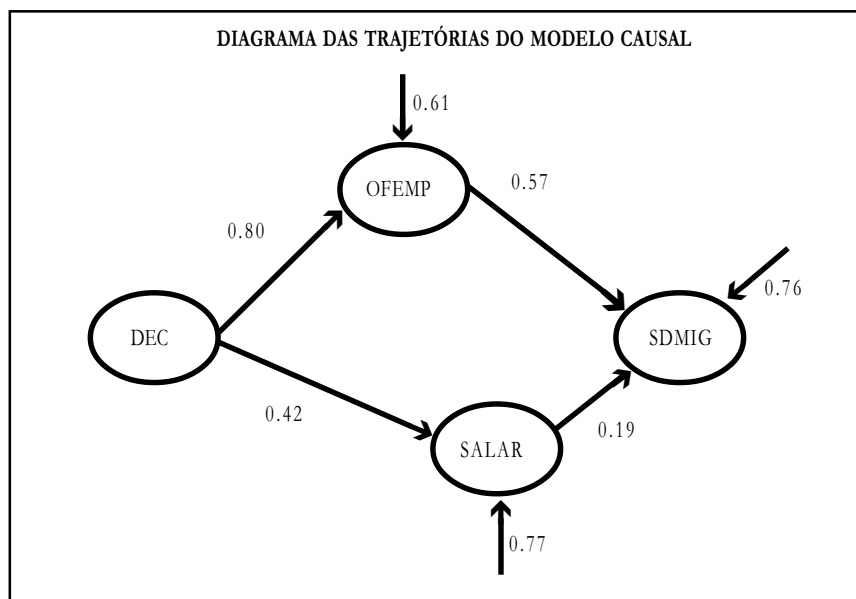 DIAGRAMA DAS TRAJETÓRIAS DO MODELO CAUSAL
0.61
OFEMP
0.57
0.80
0.76
DEC
SDMIG
0.42
0.19
SALAR
0.77